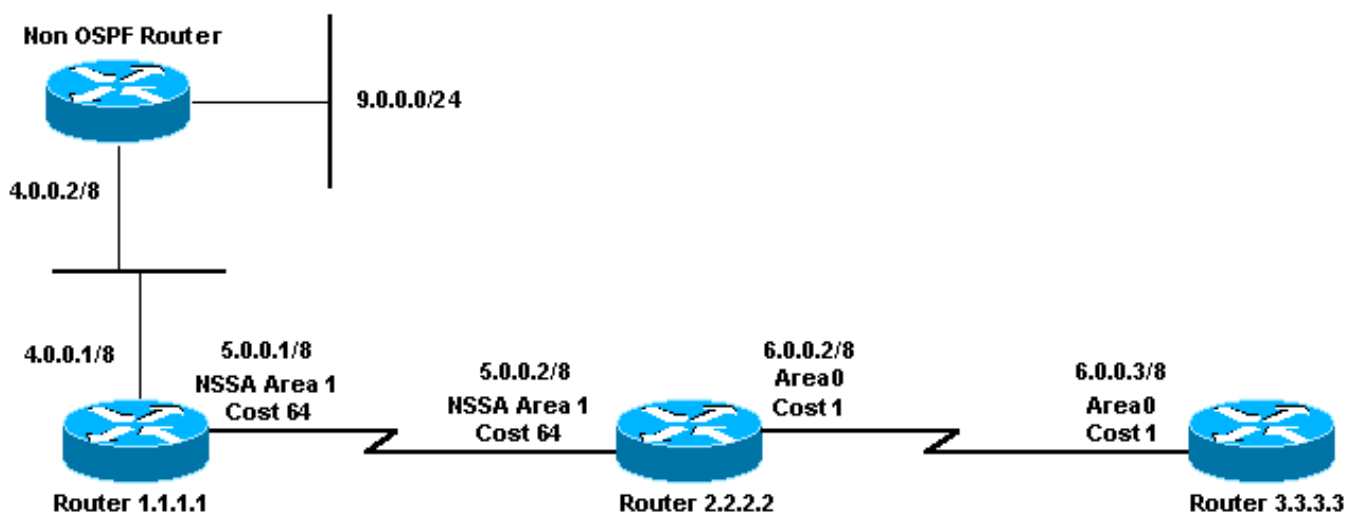 Non OSPF Router
9.0.0.0/24
4.0.0.2/8
4.0.0.1/8
5.0.0.1/8
NSSA Area 1
Cost 64
5.0.0.2/8
NSSA Area 1
Cost 64
6.0.0.2/8
Area0
Cost 1
6.0.0.3/8
Area0
Cost 1
Router 1.1.1.1
Router 2.2.2.2
Router 3.3.3.3